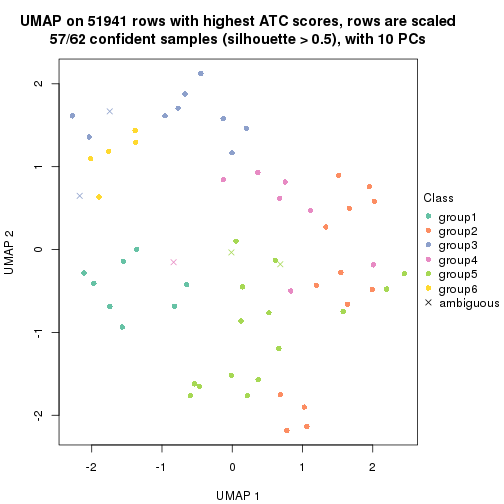 UMAP on 51941 rows with highest ATC scores, rows are scaled
57/62 confident samples (silhouette > 0.5), with 10 PCs
UMAP 2
2
1
0
-1
-2
-2
-1
0
1
2
UMAP 1
Class
group1
group2
group3
group4
group5
group6
ambiguous